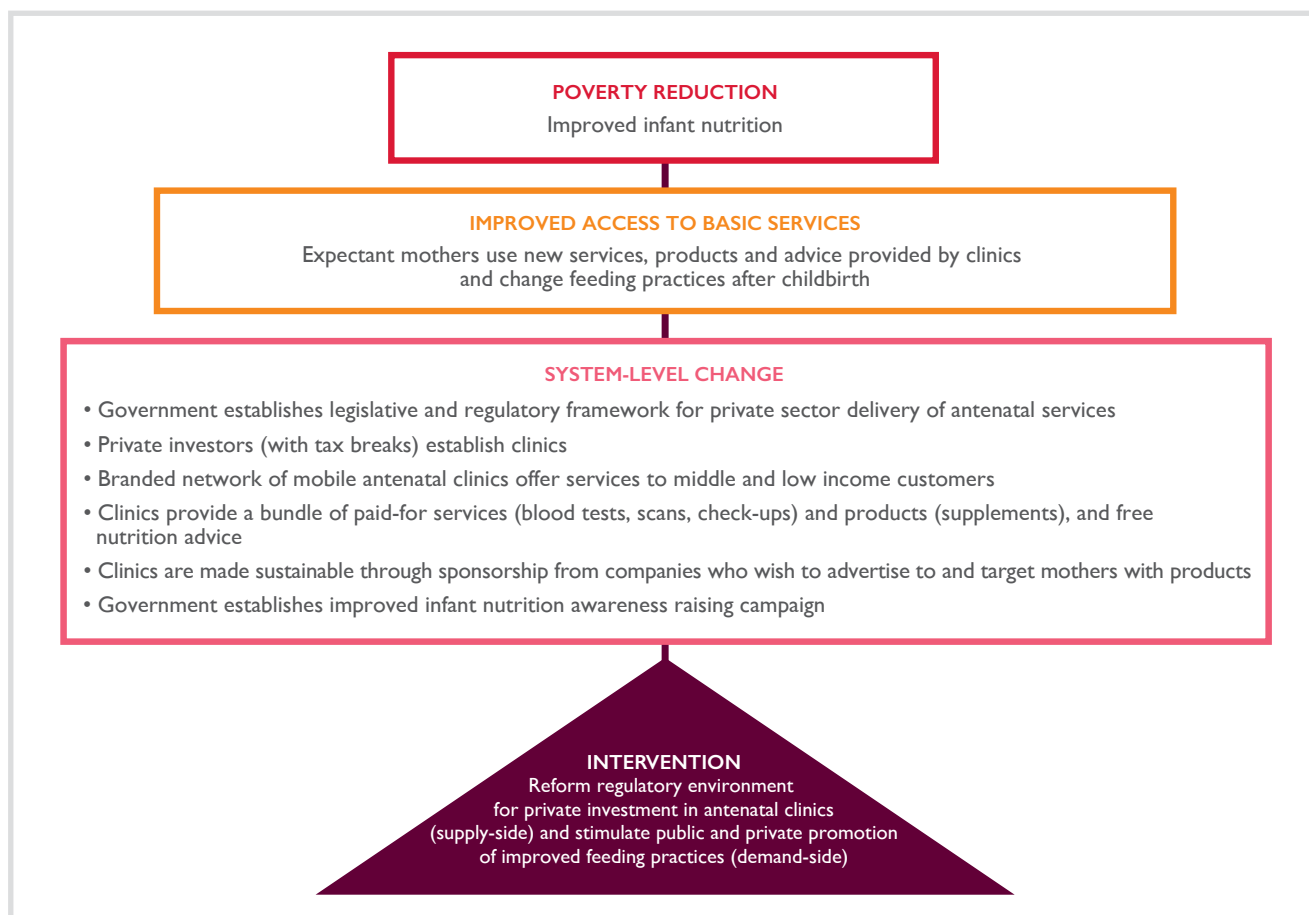 POVERTY REDUCTION
Improved infant nutrition
IMPROVED ACCESS TO BASIC SERVICES
Expectant mothers use new services, products and advice provided by clinics
and change feeding practices after childbirth
SYSTEM-LEVEL CHANGE
• Government establishes legislative and regulatory framework for private sector delivery of antenatal services
• Private investors (with tax breaks) establish clinics
• Branded network of mobile antenatal clinics offer services to middle and low income customers
• Clinics provide a bundle of paid-for services (blood tests, scans, check-ups) and products (supplements), and free
nutrition advice
• Clinics are made sustainable through sponsorship from companies who wish to advertise to and target mothers with products
• Government establishes improved infant nutrition awareness raising campaign
INTERVENTION
Reform regulatory environment
for private investment in antenatal clinics
(supply-side) and stimulate public and private promotion
of improved feeding practices (demand-side)